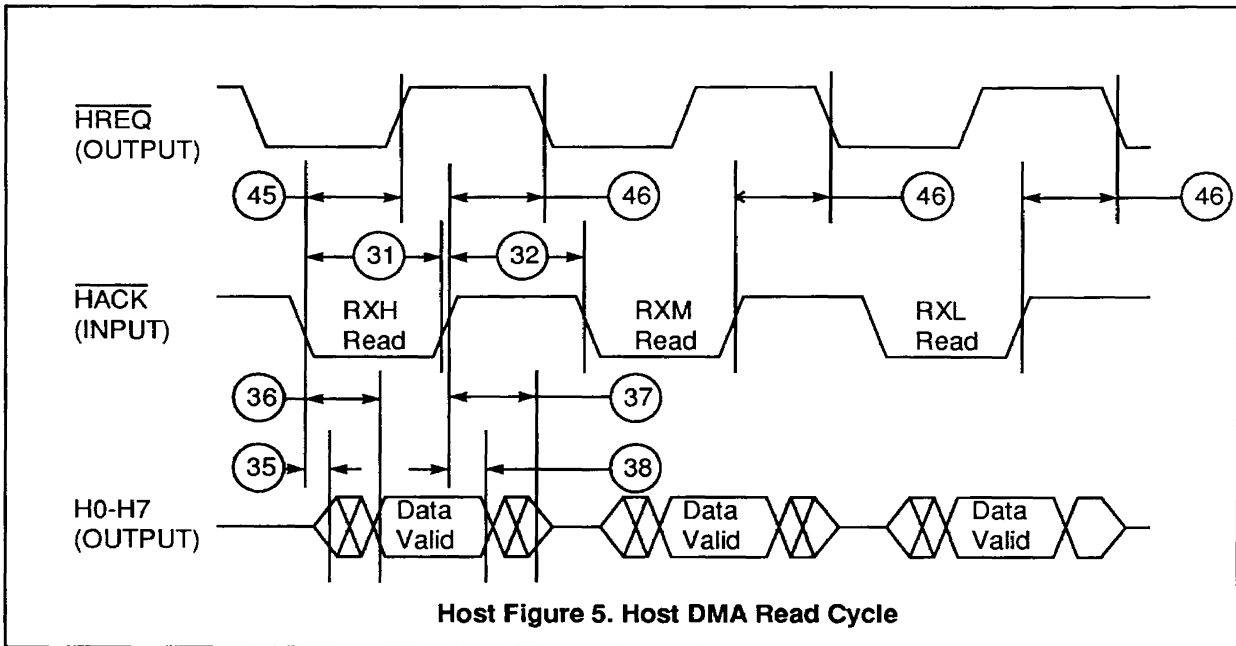 HREQ
(OUTPUT)
45
46
46
46
31
32
HACK
(INPUT)
RXH
Read
RXM
Read
RXL
Read
36
37
35
38
H0-H7
(OUTPUT)
Data
Valid
Data
Valid
Data
Valid
Host Figure 5. Host DMA Read Cycle